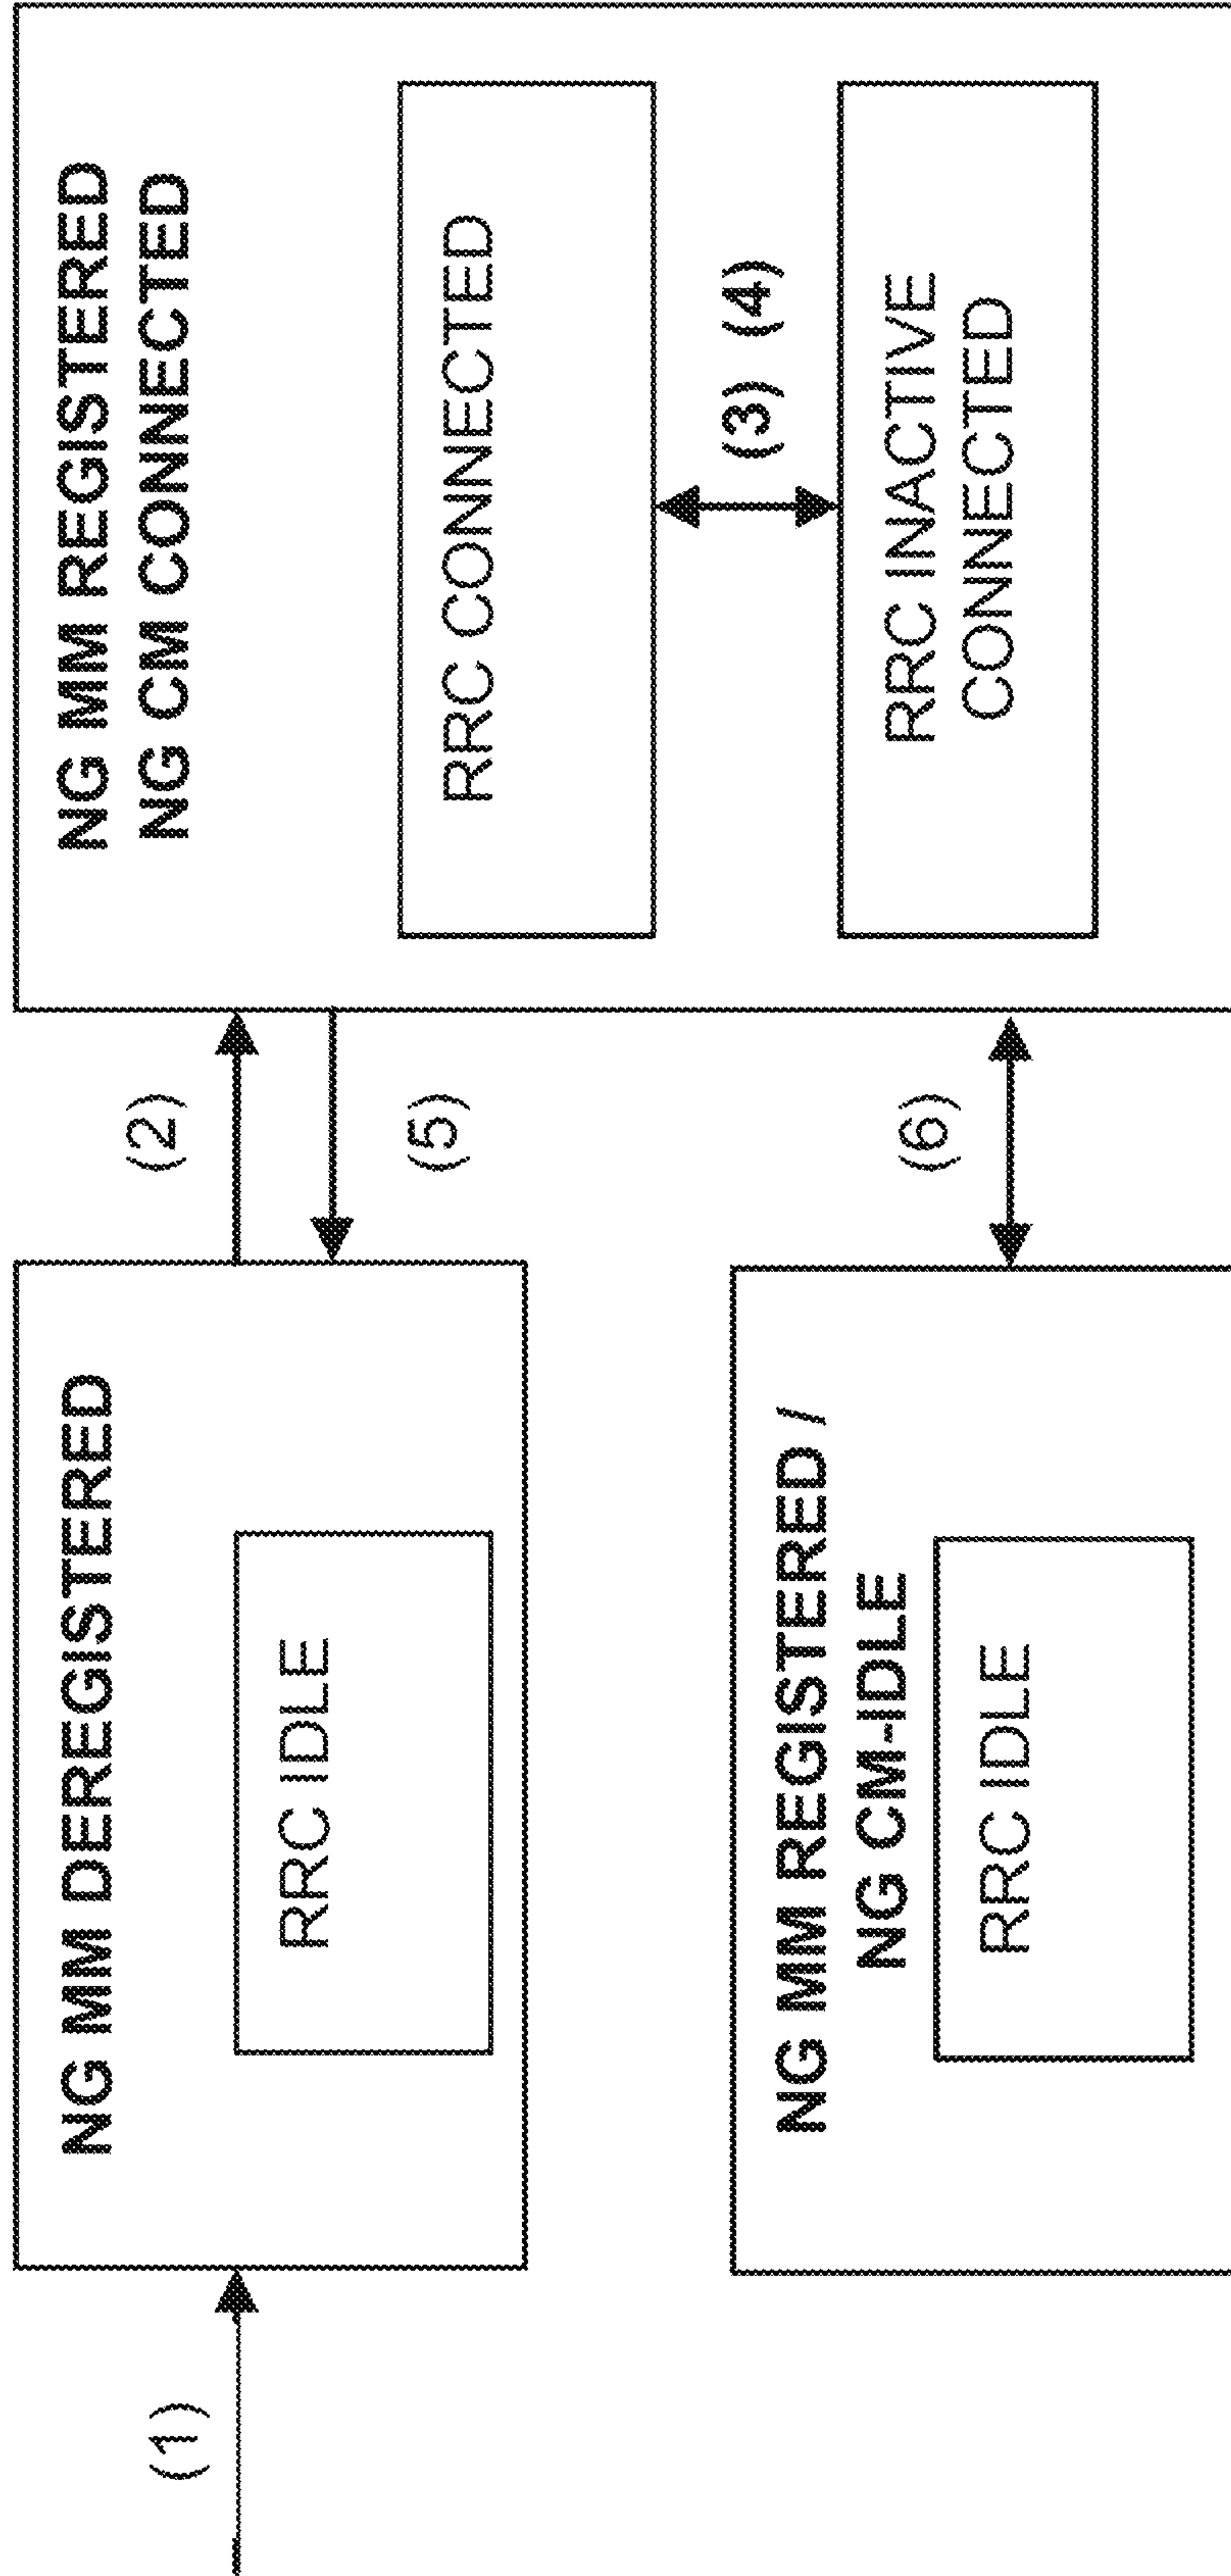 (1)
NG MM DEREGISTERED
RRC IDLE
(2)
(5)
NG MM REGISTERED /
NG CM-IDLE
RRC IDLE
(6)
NG MM REGISTERED
NG CM CONNECTED
RRC CONNECTED
(3) (4)
RRC INACTIVE
CONNECTED